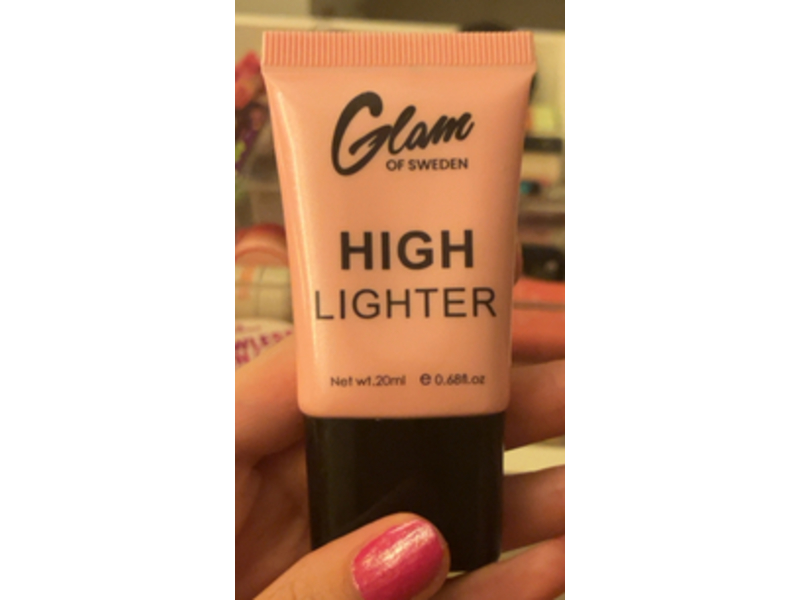 Glam
OF SWEDEN
HIGH
LIGHTER
Net wt.20ml e 0.68fl.oz